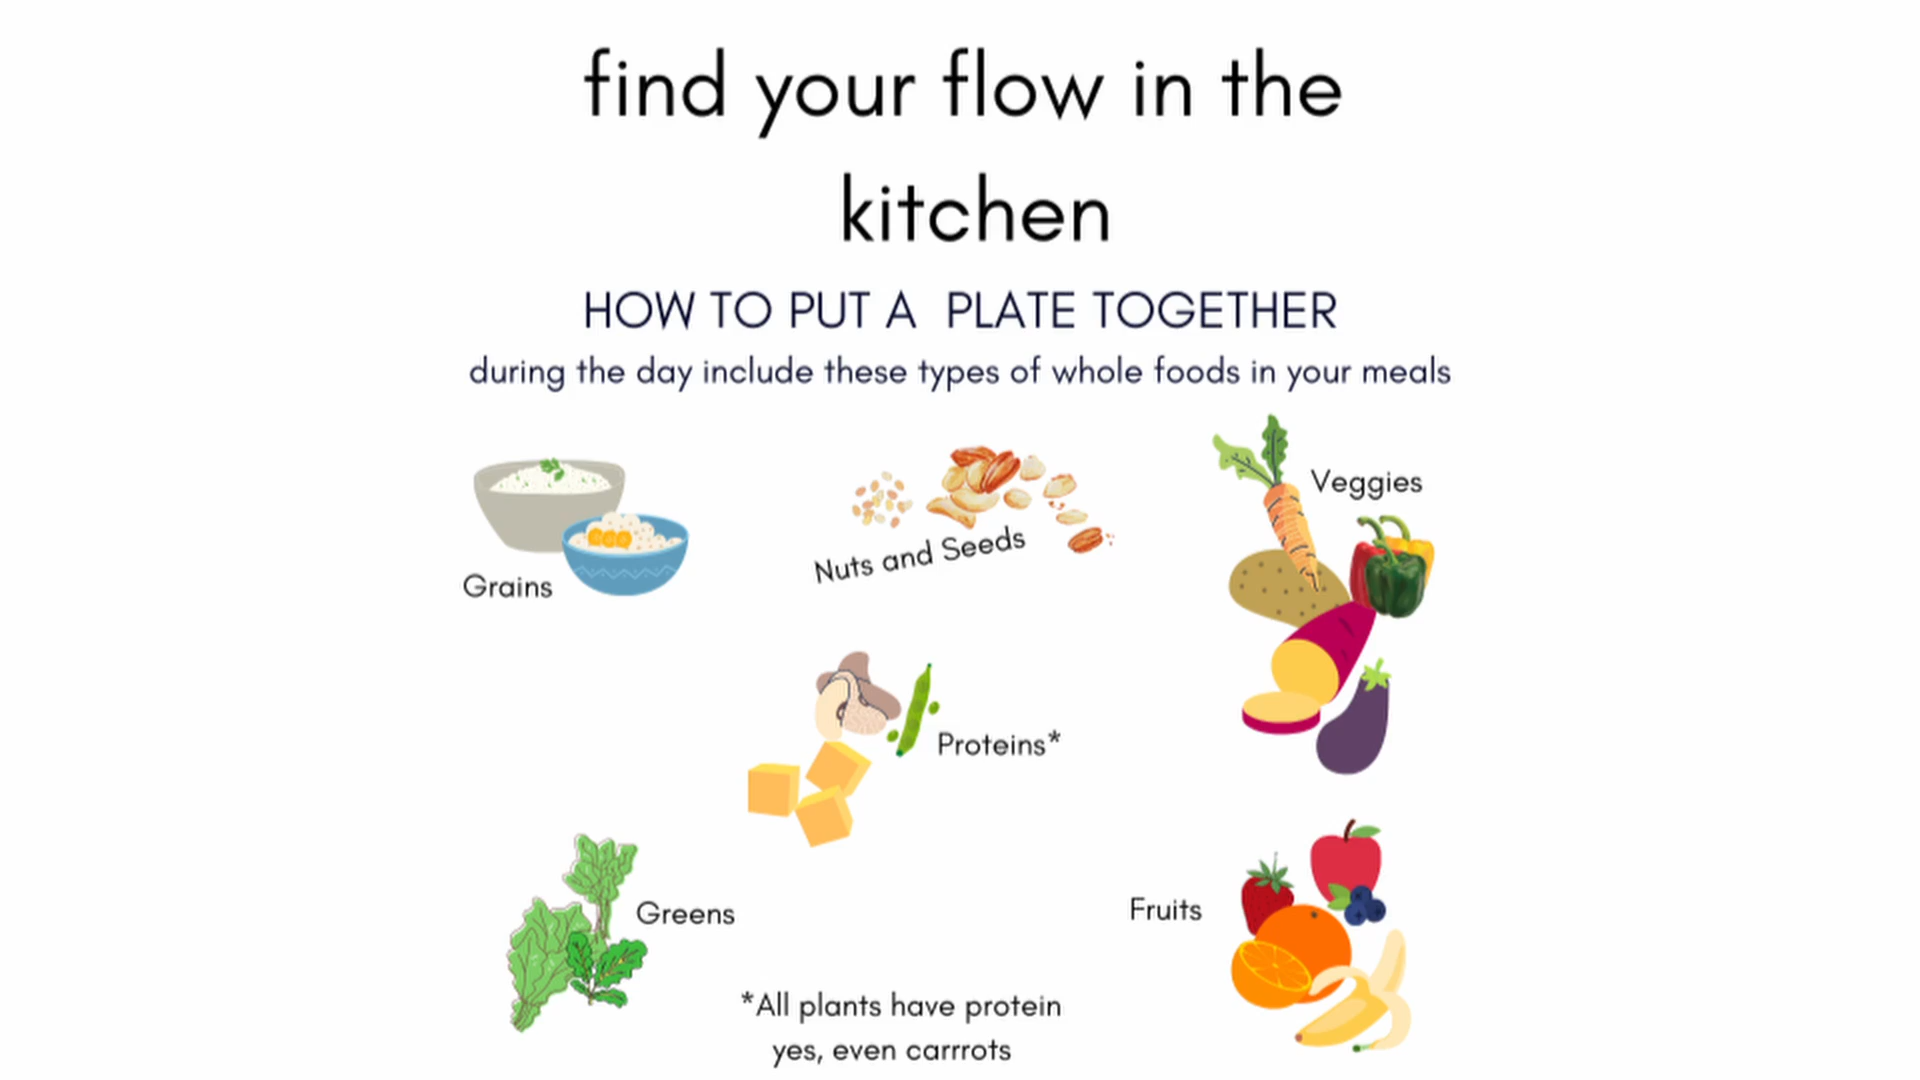 find your flow in the
kitchen
HOW TO PUT A PLATE TOGETHER
during the day include these types of whole foods in your meals
Veggies
Nuts and Seeds
Grains
Proteins*
Greens
Fruits
*All plants have protein
yes, even carrrots